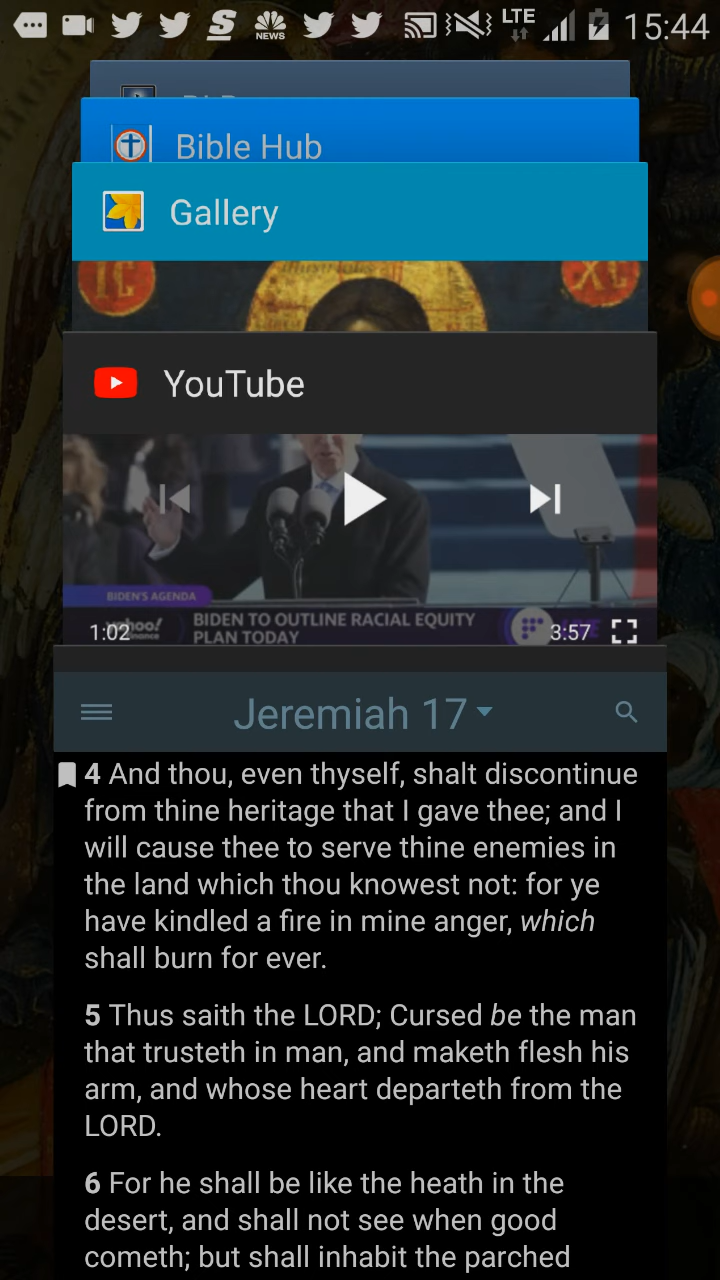 LTE 15:44
NEWS
Bible Hub
Gallery
IC XC
YouTube
BIDEN'S AGENDA
BIDEN TO OUTLINE RACIAL EQUITY
PLAN TODAY
yahoo!
finance
1:02
3:57
Jeremiah 17
4 And thou, even thyself, shalt discontinue
from thine heritage that I gave thee; and I
will cause thee to serve thine enemies in
the land which thou knowest not: for ye
have kindled a fire in mine anger, which
shall burn for ever.
5 Thus saith the LORD; Cursed be the man
that trusteth in man, and maketh flesh his
arm, and whose heart departeth from the
LORD.
6 For he shall be like the heath in the
desert, and shall not see when good
cometh; but shall inhabit the parched